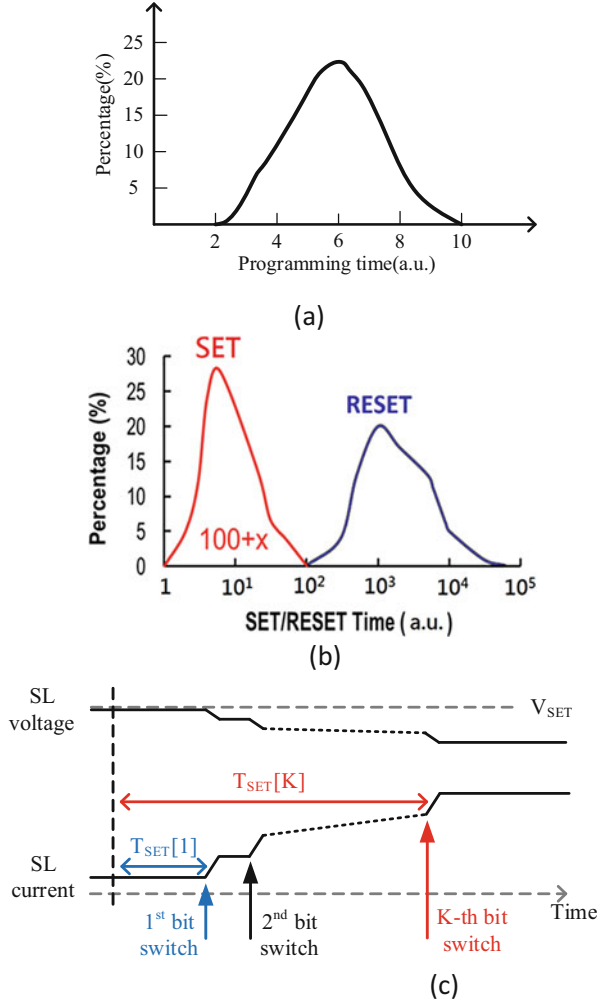 25
20
15
10
5
Percentage(%)
2 4 6 8 10
Programming time(a.u.)
(a)
SET
RESET
30
25
20
15
10
5
0
Percentage (%)
100+x
1 10¹ 10² 10³ 10⁴ 10⁵
SET/RESET Time ( a.u.)
(b)
SL
voltage
V_SET
T_SET[K]
T_SET[1]
SL
current
Time
1st bit
switch
2nd bit
switch
K-th bit
switch
(c)